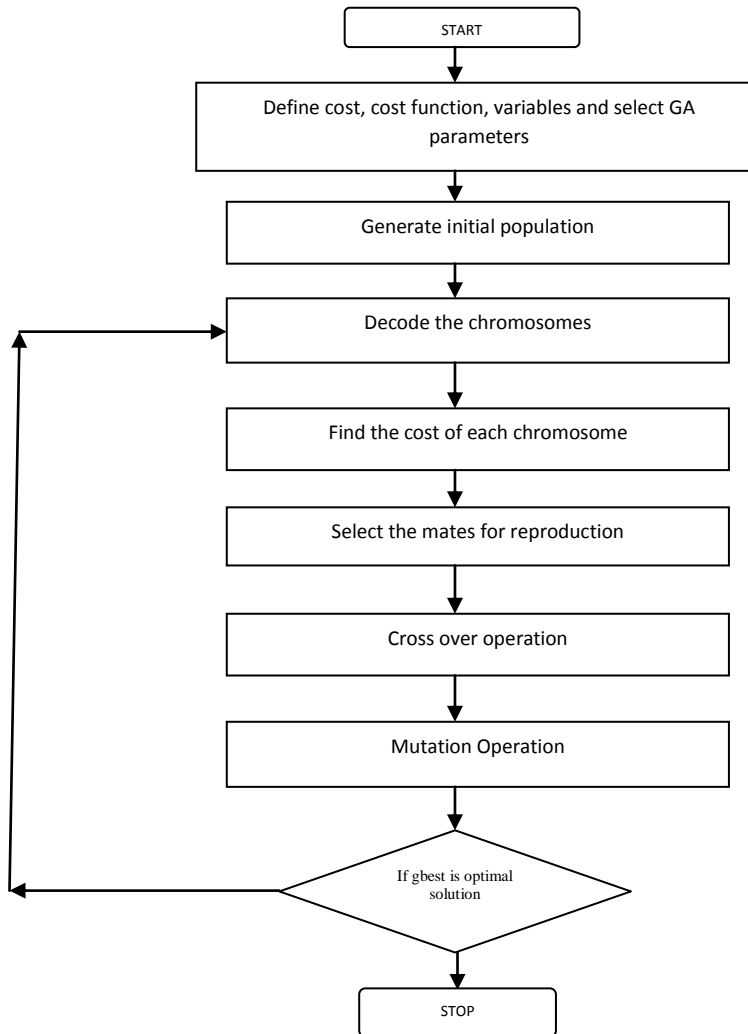 START
Define cost, cost function, variables and select GA
parameters
Generate initial population
Decode the chromosomes
Find the cost of each chromosome
Select the mates for reproduction
Cross over operation
Mutation Operation
If gbest is optimal
solution
STOP